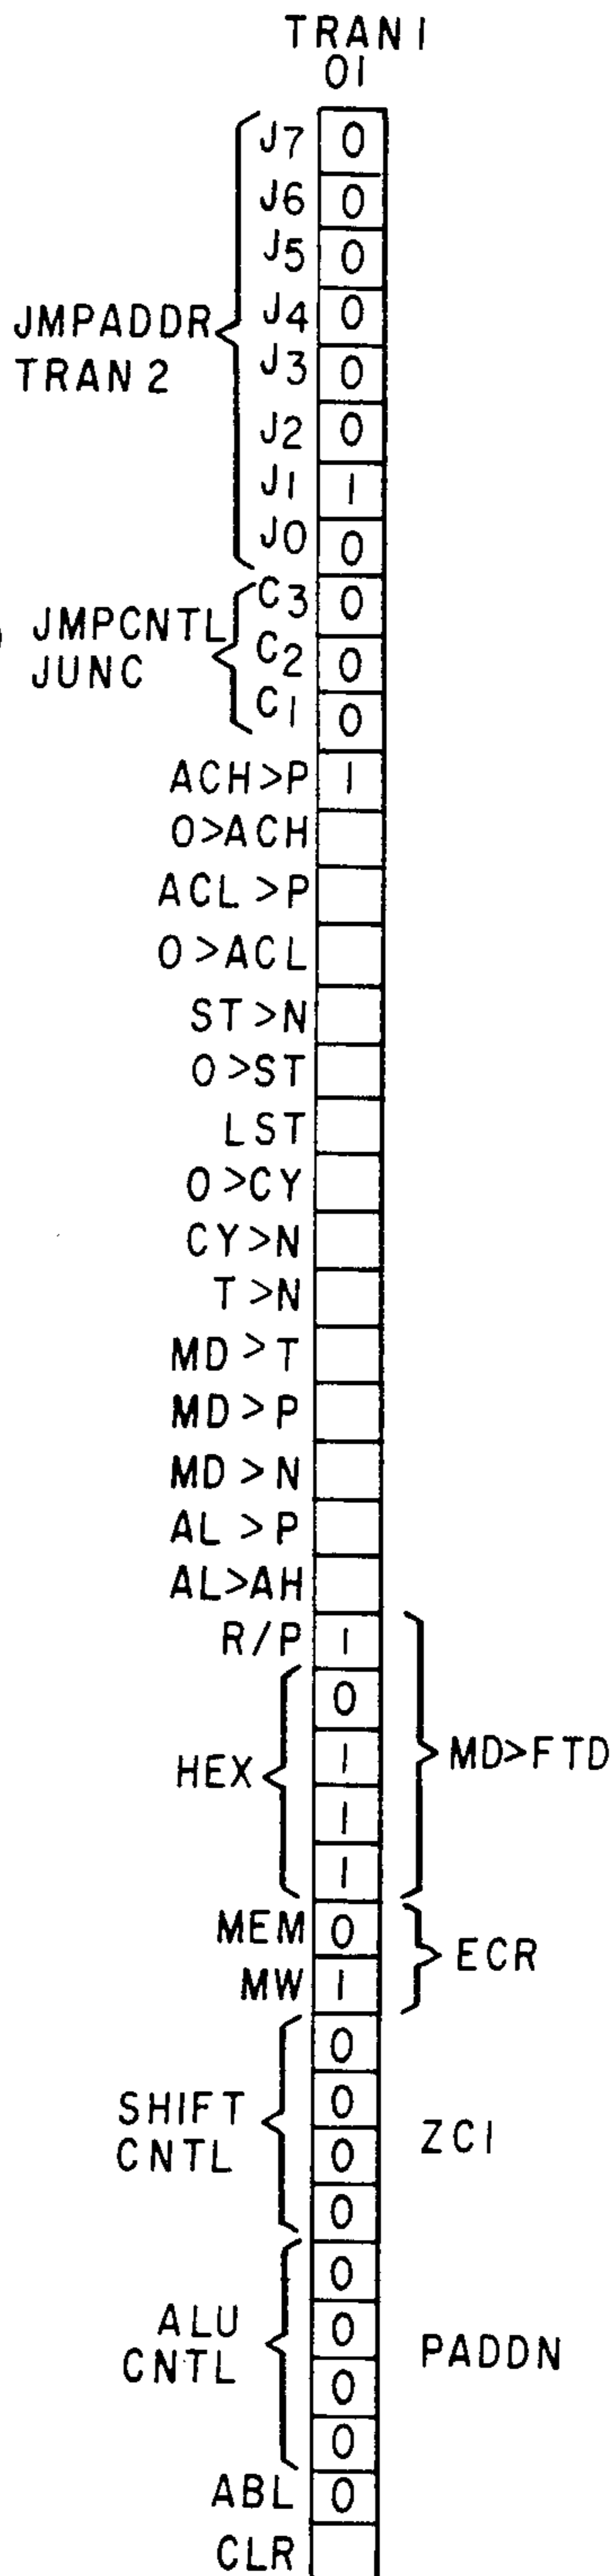 TRAN 1
01
J7 0
J6 0
J5 0
J4 0
JMPADDR
J3 0
TRAN 2
J2 0
J1 1
J0 0
C3 0
JMPCNTL
C2 0
JUNC
C1 0
ACH>P 1
0>ACH
ACL>P
0>ACL
ST>N
0>ST
LST
0>CY
CY>N
T>N
MD>T
MD>P
MD>N
AL>P
AL>AH
R/P 1
0
HEX 1 MD>FTD
1
1
MEM 0
ECR
MW 1
0
SHIFT 0
CNTL 0 ZCI
0
0
ALU 0
CNTL 0 PADDN
0
ABL 0
CLR